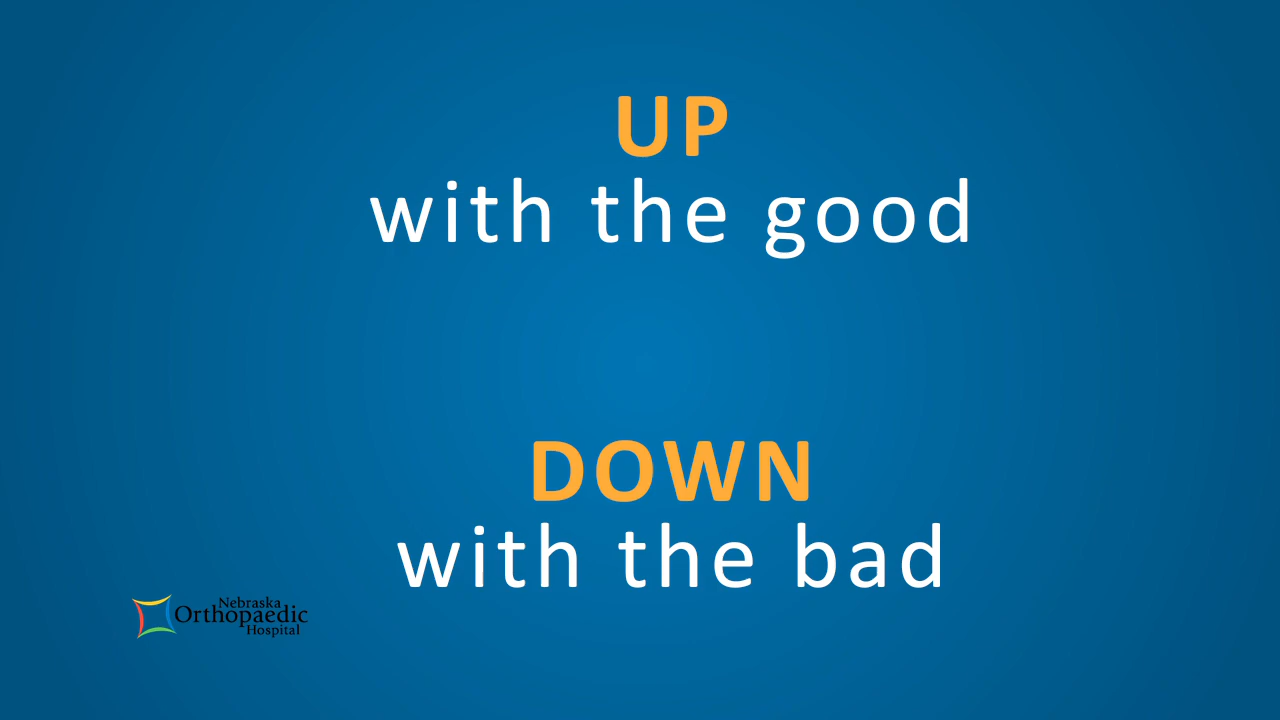 UP
with the good
DOWN
with the bad
Nebraska
Orthopaedic
Hospital